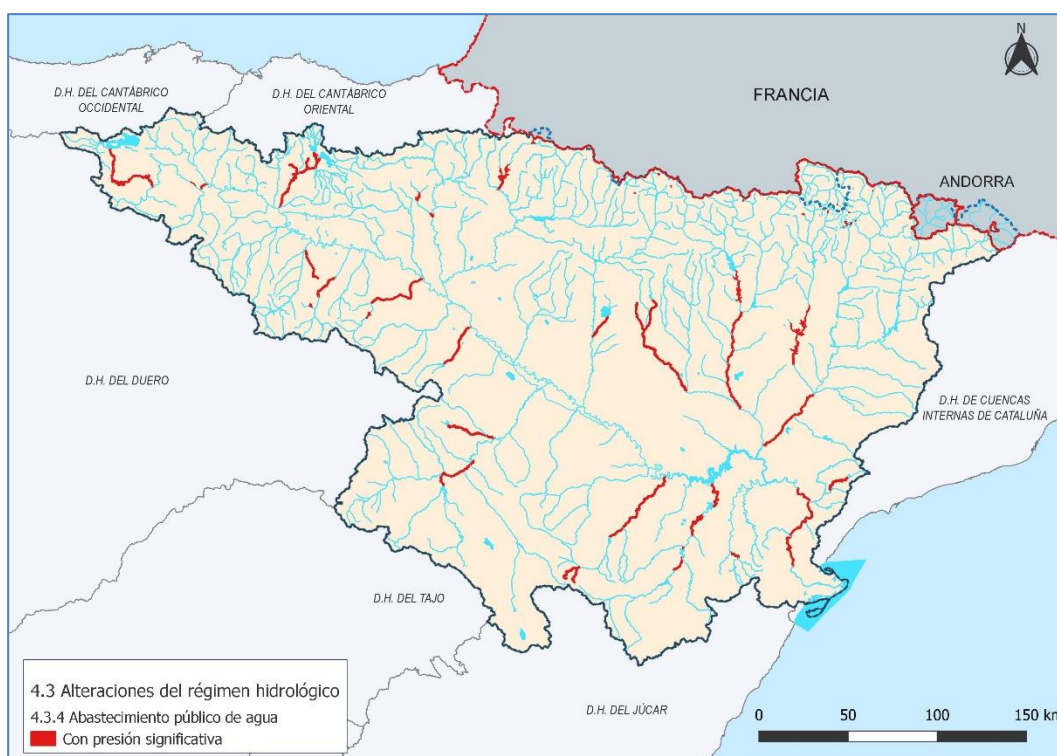 N
D.H. DEL CANTÁBRICO
OCCIDENTAL
D.H. DEL CANTÁBRICO
ORIENTAL
FRANCIA
ANDORRA
D.H. DEL DUERO
D.H. DE CUENCAS
INTERNAS DE CATALUÑA
D.H. DEL TAJO
D.H. DEL JÚCAR
4.3 Alteraciones del régimen hidrológico
4.3.4 Abastecimiento público de agua
Con presión significativa
0 50 100 150 km